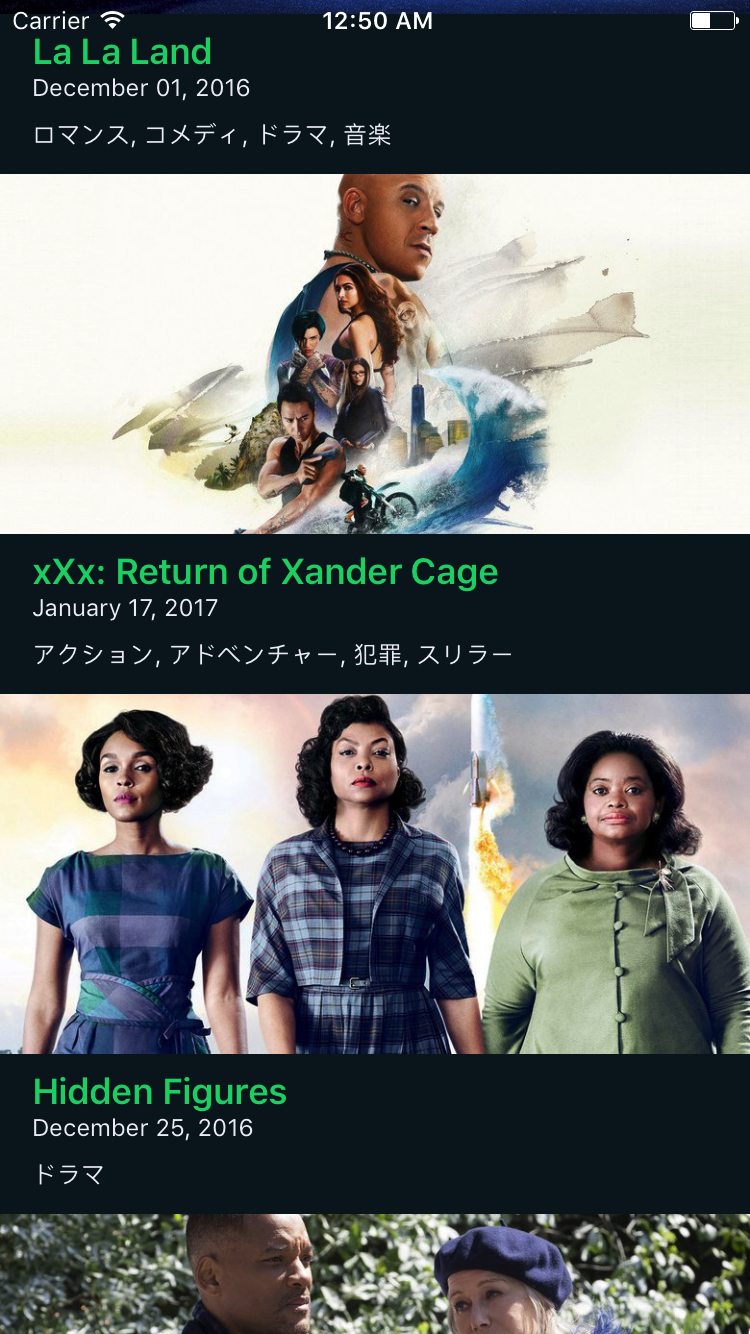 Carrier 12:50 AM
La La Land
December 01, 2016
ロマンス, コメディ, ドラマ, 音楽
xXx: Return of Xander Cage
January 17, 2017
アクション, アドベンチャー, 犯罪, スリラー
Hidden Figures
December 25, 2016
ドラマ